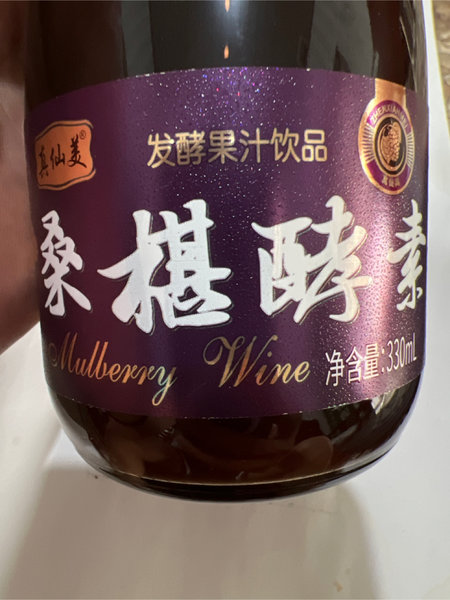 真仙美®
发酵果汁饮品
桑椹酵素
Mulberry Wine
净含量:330mL